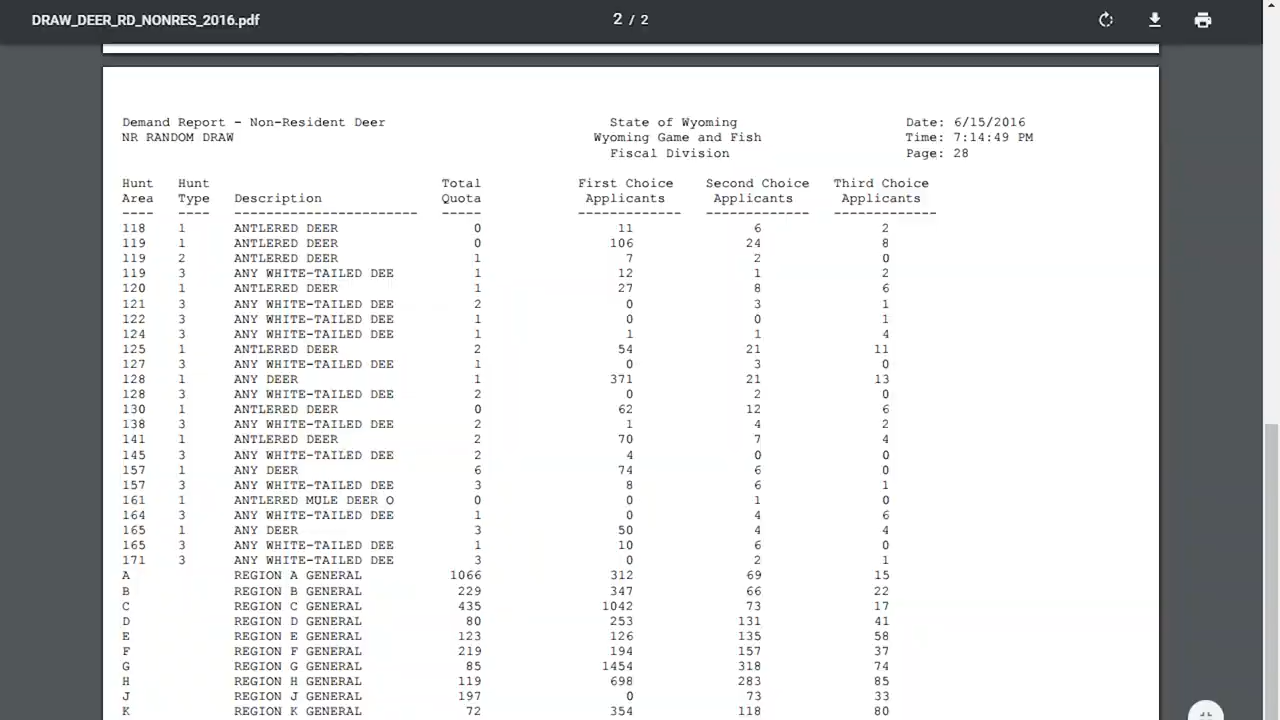 DRAW_DEER_RD_NONRES_2016.pdf 2 / 2
Demand Report - Non-Resident Deer State of Wyoming Date: 6/15/2016
NR RANDOM DRAW Wyoming Game and Fish Time: 7:14:49 PM
Fiscal Division Page: 28
Hunt Hunt Total First Choice Second Choice Third Choice
Area Type Description Quota Applicants Applicants Applicants
---- ---- ----------------------- ----- ------------- ------------- -------------
118 1 ANTLERED DEER 0 11 6 2
119 1 ANTLERED DEER 0 106 24 8
119 2 ANTLERED DEER 1 7 2 0
119 3 ANY WHITE-TAILED DEE 1 12 1 2
120 1 ANTLERED DEER 1 27 8 6
121 3 ANY WHITE-TAILED DEE 2 0 3 1
122 3 ANY WHITE-TAILED DEE 1 0 0 1
124 3 ANY WHITE-TAILED DEE 1 1 1 4
125 1 ANTLERED DEER 2 54 21 11
127 3 ANY WHITE-TAILED DEE 1 0 3 0
128 1 ANY DEER 1 371 21 13
128 3 ANY WHITE-TAILED DEE 2 0 2 0
130 1 ANTLERED DEER 0 62 12 6
138 3 ANY WHITE-TAILED DEE 2 1 4 2
141 1 ANTLERED DEER 2 70 7 4
145 3 ANY WHITE-TAILED DEE 2 4 0 0
157 1 ANY DEER 6 74 6 0
157 3 ANY WHITE-TAILED DEE 3 8 6 1
161 1 ANTLERED MULE DEER O 0 0 1 0
164 3 ANY WHITE-TAILED DEE 1 0 4 6
165 1 ANY DEER 3 50 4 4
165 3 ANY WHITE-TAILED DEE 1 10 6 0
171 3 ANY WHITE-TAILED DEE 3 0 2 1
A REGION A GENERAL 1066 312 69 15
B REGION B GENERAL 229 347 66 22
C REGION C GENERAL 435 1042 73 17
D REGION D GENERAL 80 253 131 41
E REGION E GENERAL 123 126 135 58
F REGION F GENERAL 219 194 157 37
G REGION G GENERAL 85 1454 318 74
H REGION H GENERAL 119 698 283 85
J REGION J GENERAL 197 0 73 33
K REGION K GENERAL 72 354 118 80